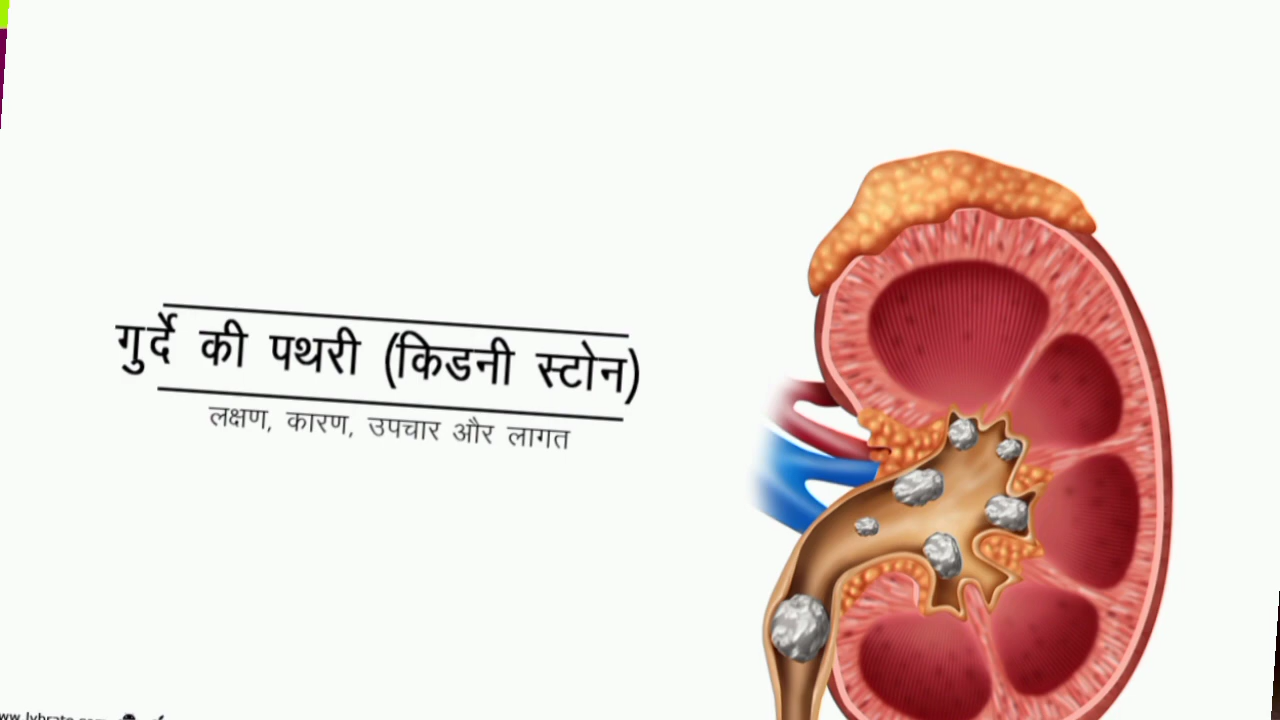 गुर्दे की पथरी (किडनी स्टोन)
लक्षण, कारण, उपचार और लागत